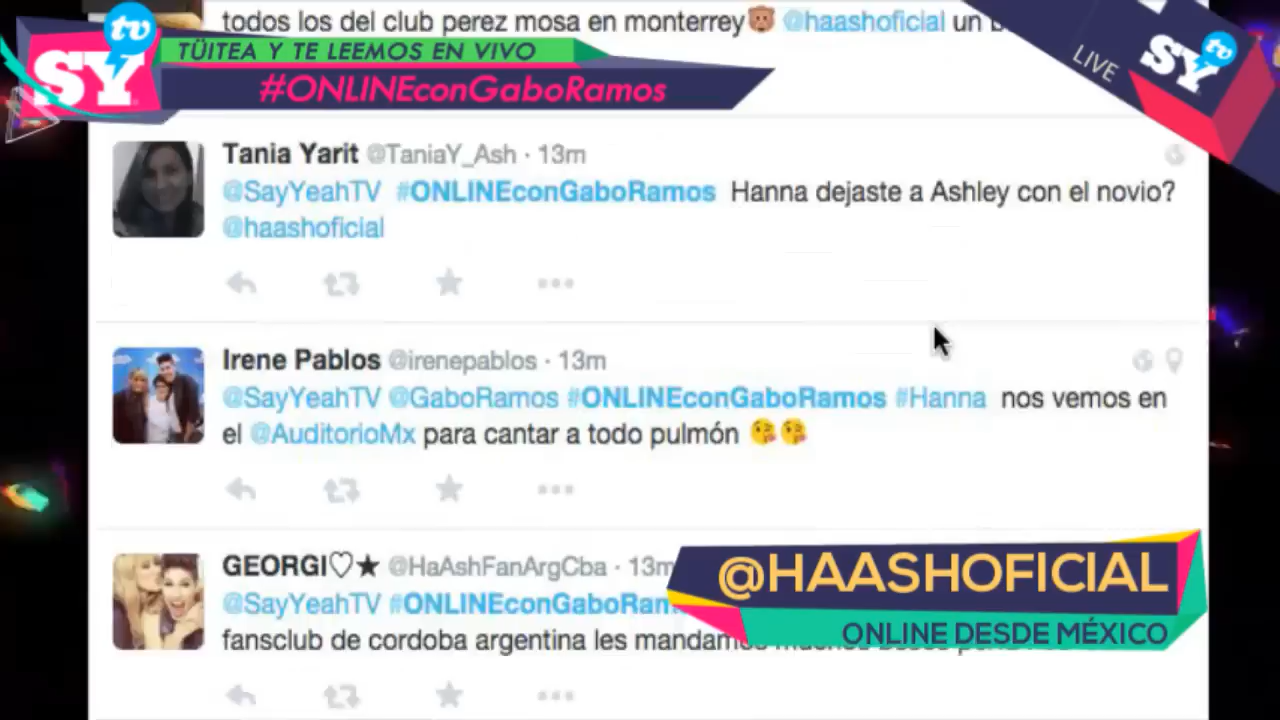 todos los del club perez mosa en monterrey🐻 @haashoficial un
SY tv
TÜITEA Y TE LEEMOS EN VIVO
#ONLINEconGaboRamos
LIVE
SY tv
Tania Yarit @TaniaY_Ash · 13m
@SayYeahTV #ONLINEconGaboRamos Hanna dejaste a Ashley con el novio?
@haashoficial
Irene Pablos @irenepablos · 13m
@SayYeahTV @GaboRamos #ONLINEconGaboRamos #Hanna nos vemos en
el @AuditorioMx para cantar a todo pulmón 😘😘
GEORGI♡★ @HaAshFanArgCba · 13m
@SayYeahTV #ONLINEconGaboRam
fansclub de cordoba argentina les mandamos
@HAASHOFICIAL
ONLINE DESDE MÉXICO